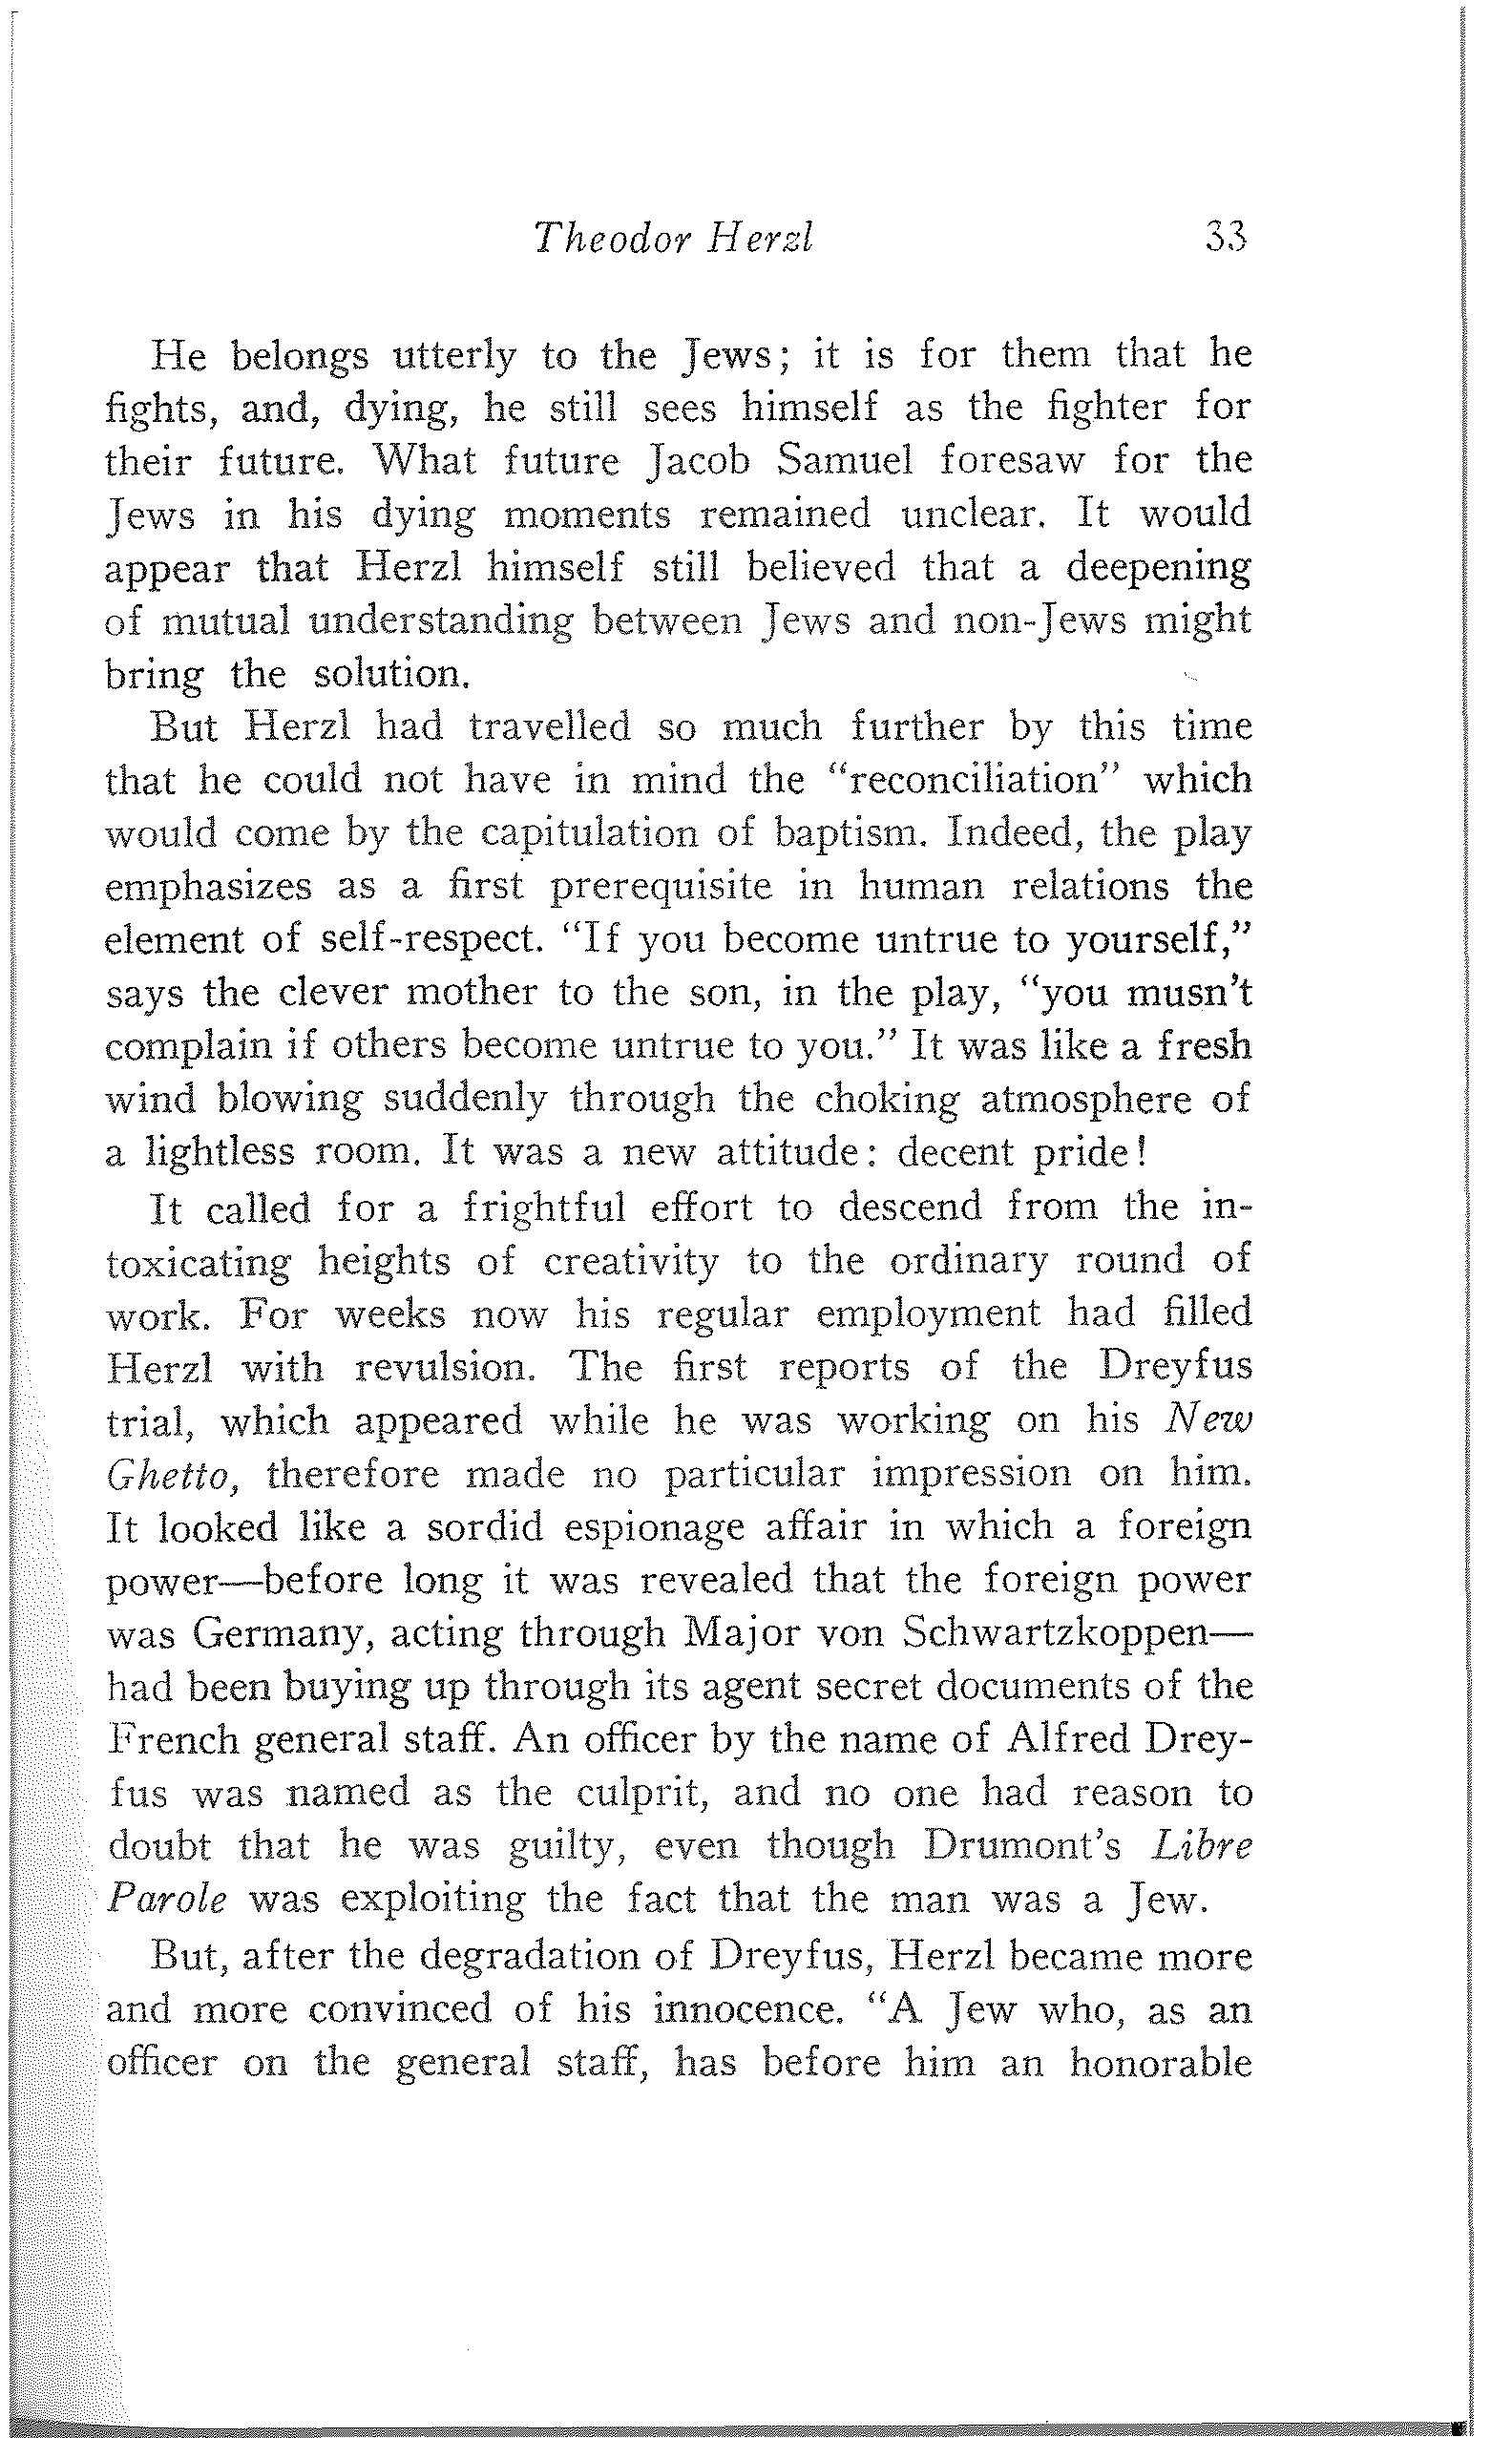 Theodor Herzl 33
He belongs utterly to the Jews; it is for them that he
fights, and, dying, he still sees himself as the fighter for
their future. What future Jacob Samuel foresaw for the
Jews in his dying moments remained unclear. It would
appear that Herzl himself still believed that a deepening
of mutual understanding between Jews and non-Jews might
bring the solution.
But Herzl had travelled so much further by this time
that he could not have in mind the “reconciliation” which
would come by the capitulation of baptism. Indeed, the play
emphasizes as a first prerequisite in human relations the
element of self-respect. “If you become untrue to yourself,”
says the clever mother to the son, in the play, “you musn’t
complain if others become untrue to you.” It was like a fresh
wind blowing suddenly through the choking atmosphere of
a lightless room. It was a new attitude: decent pride!
It called for a frightful effort to descend from the in-
toxicating heights of creativity to the ordinary round of
work. For weeks now his regular employment had filled
Herzl with revulsion. The first reports of the Dreyfus
trial, which appeared while he was working on his New
Ghetto, therefore made no particular impression on him.
It looked like a sordid espionage affair in which a foreign
power—before long it was revealed that the foreign power
was Germany, acting through Major von Schwartzkoppen—
had been buying up through its agent secret documents of the
French general staff. An officer by the name of Alfred Drey-
fus was named as the culprit, and no one had reason to
doubt that he was guilty, even though Drumont’s Libre
Parole was exploiting the fact that the man was a Jew.
But, after the degradation of Dreyfus, Herzl became more
and more convinced of his innocence. “A Jew who, as an
officer on the general staff, has before him an honorable